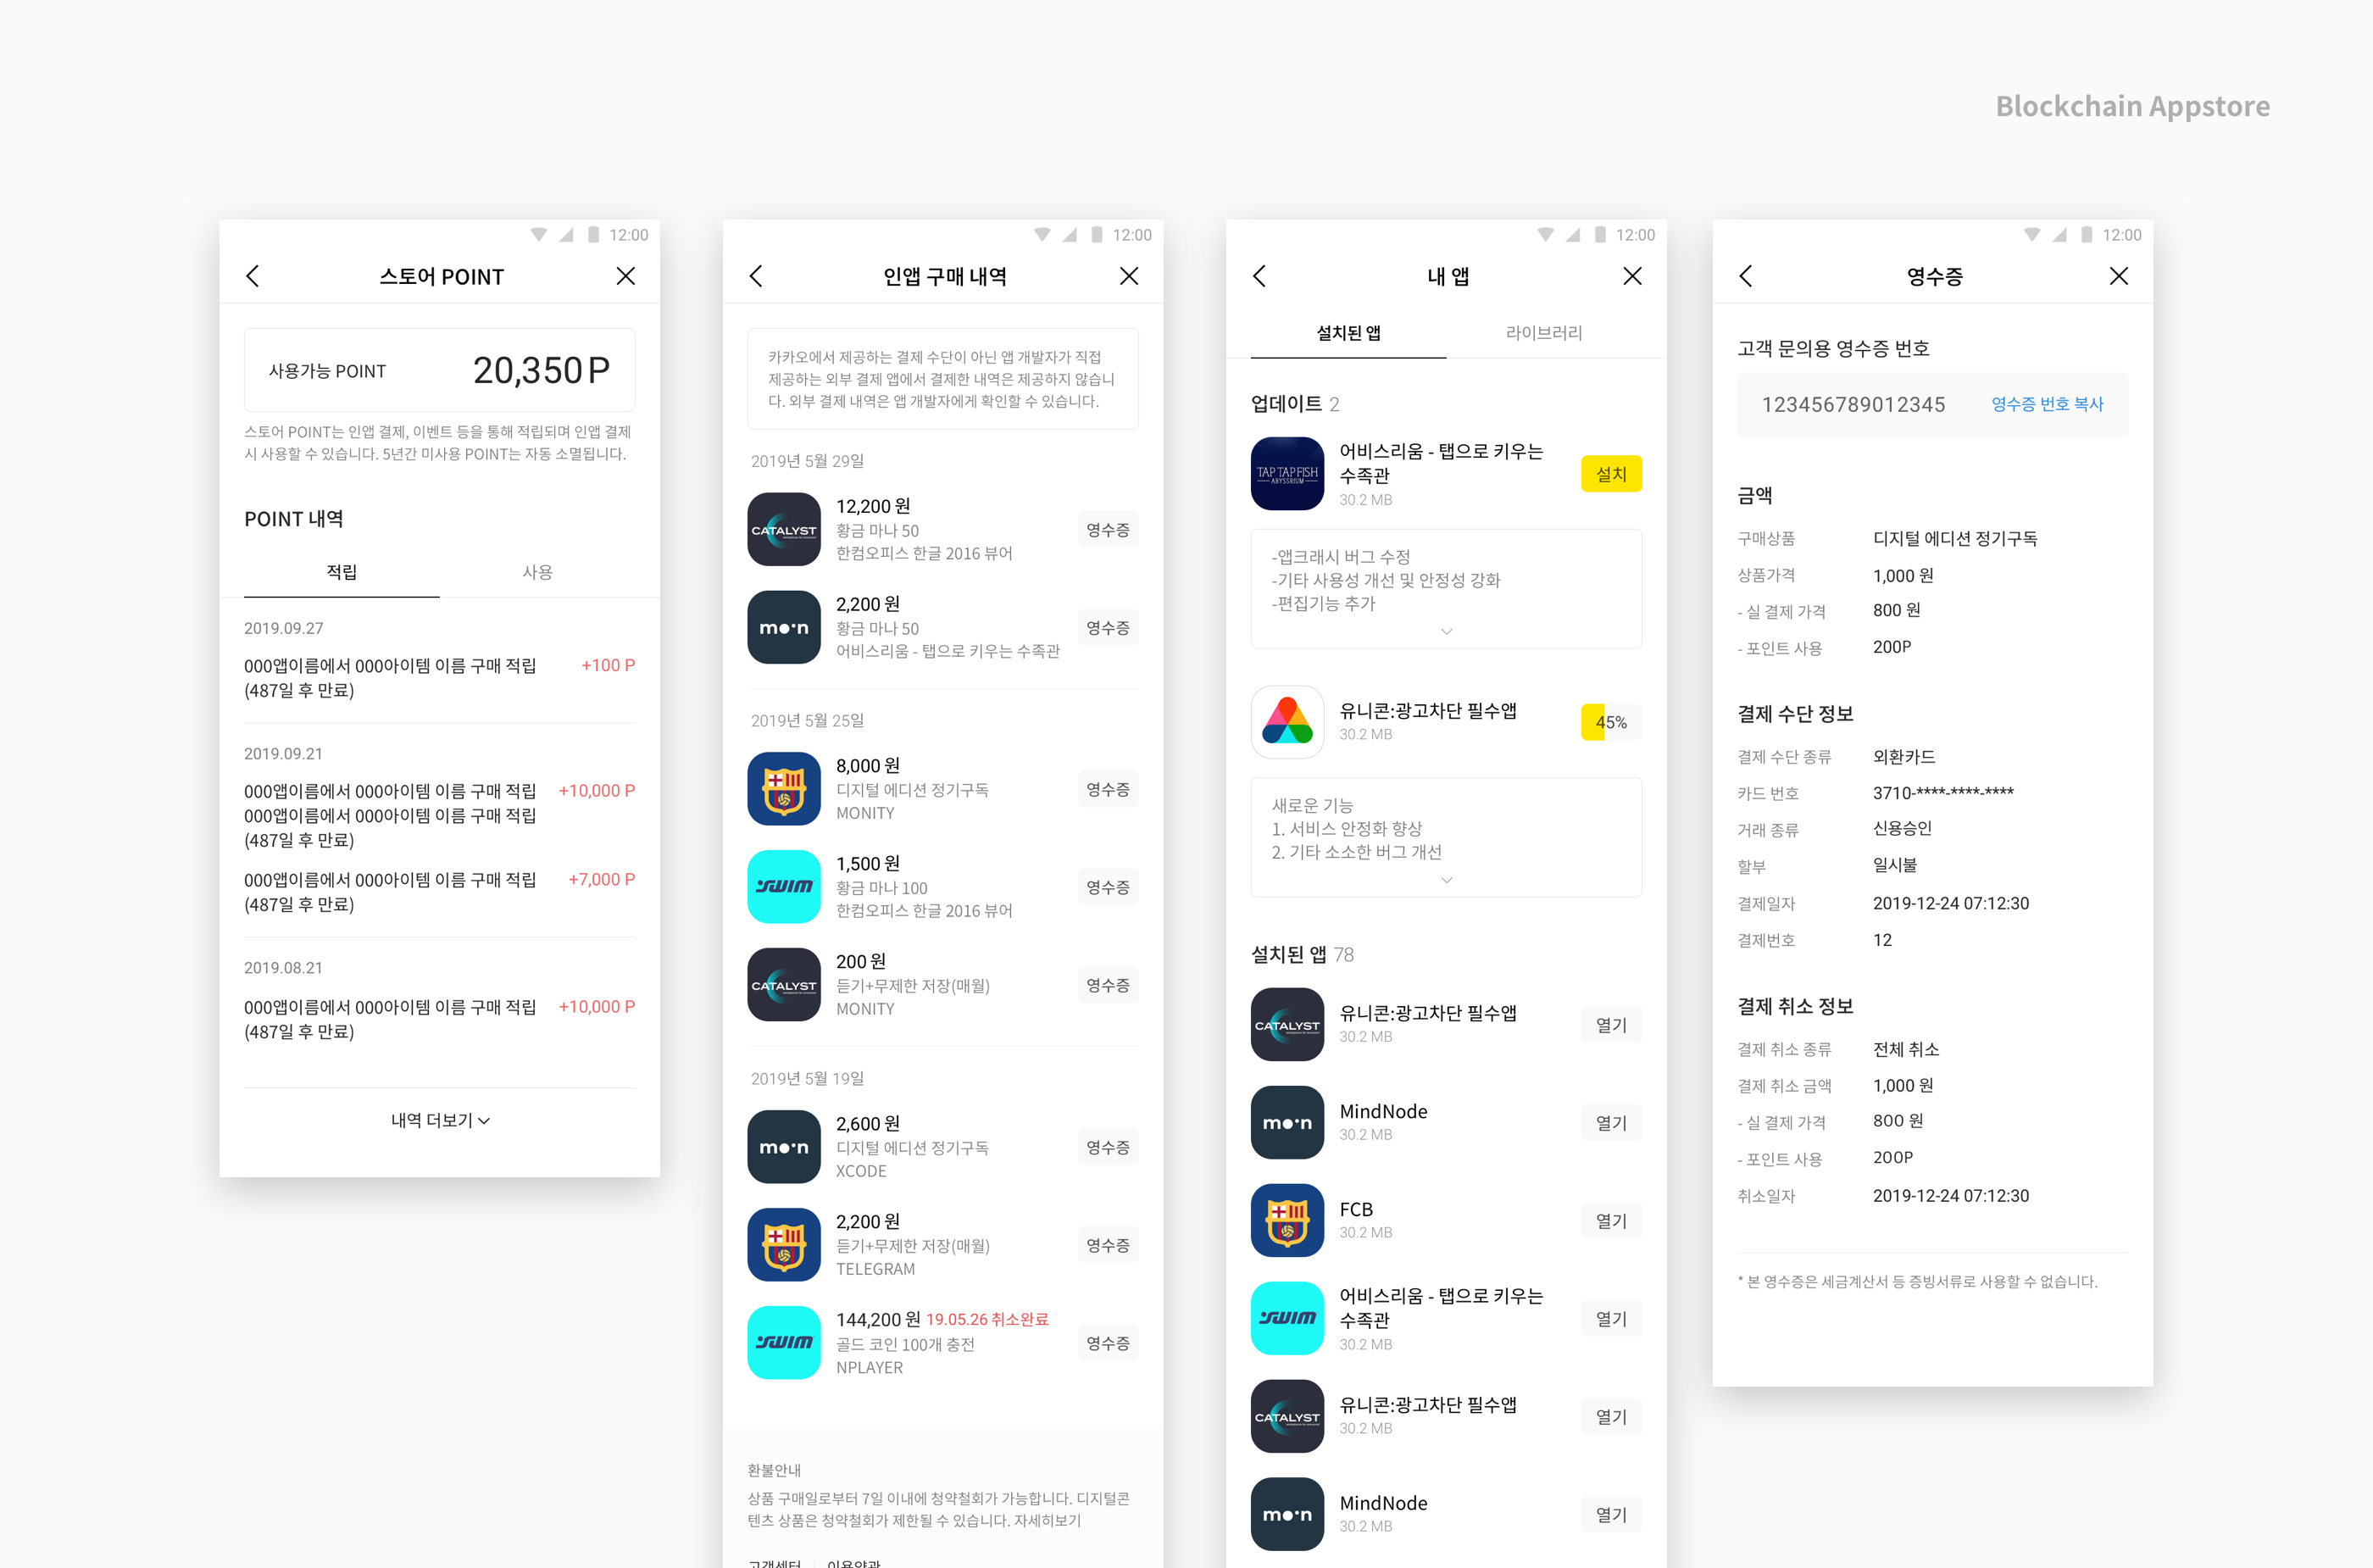 Blockchain Appstore
12:00
스토어 POINT
사용가능 POINT
20,350 P
스토어 POINT는 인앱 결제, 이벤트 등을 통해 적립되며 인앱 결제
시 사용할 수 있습니다. 5년간 미사용 POINT는 자동 소멸됩니다.
POINT 내역
적립
사용
2019.09.27
000앱이름에서 000아이템 이름 구매 적립 +100 P
(487일 후 만료)
2019.09.21
000앱이름에서 000아이템 이름 구매 적립 +10,000 P
000앱이름에서 000아이템 이름 구매 적립
(487일 후 만료)
000앱이름에서 000아이템 이름 구매 적립 +7,000 P
(487일 후 만료)
2019.08.21
000앱이름에서 000아이템 이름 구매 적립 +10,000 P
(487일 후 만료)
내역 더보기
12:00
인앱 구매 내역
카카오에서 제공하는 결제 수단이 아닌 앱 개발자가 직접
제공하는 외부 결제 앱에서 결제한 내역은 제공하지 않습니
다. 외부 결제 내역은 앱 개발자에게 확인할 수 있습니다.
2019년 5월 29일
CATALYST
12,200 원
황금 마나 50
한컴오피스 한글 2016 뷰어
영수증
mo·n
2,200 원
황금 마나 50
어비스리움 - 탭으로 키우는 수족관
영수증
2019년 5월 25일
8,000 원
디지털 에디션 정기구독
MONITY
영수증
SWIM
1,500 원
황금 마나 100
한컴오피스 한글 2016 뷰어
영수증
CATALYST
200 원
듣기+무제한 저장(매월)
MONITY
영수증
2019년 5월 19일
mo·n
2,600 원
디지털 에디션 정기구독
XCODE
영수증
2,200 원
듣기+무제한 저장(매월)
TELEGRAM
영수증
SWIM
144,200 원 19.05.26 취소완료
골드 코인 100개 충전
NPLAYER
영수증
환불안내
상품 구매일로부터 7일 이내에 청약철회가 가능합니다. 디지털콘
텐츠 상품은 청약철회가 제한될 수 있습니다. 자세히보기
고객센터 이용약관
12:00
내 앱
설치된 앱
라이브러리
업데이트 2
TAP TAP FISH
ABYSSRIUM
어비스리움 - 탭으로 키우는
수족관
30.2 MB
설치
-앱크래시 버그 수정
-기타 사용성 개선 및 안정성 강화
-편집기능 추가
유니콘:광고차단 필수앱
30.2 MB
45%
새로운 기능
1. 서비스 안정화 향상
2. 기타 소소한 버그 개선
설치된 앱 78
CATALYST
유니콘:광고차단 필수앱
30.2 MB
열기
mo·n
MindNode
30.2 MB
열기
FCB
30.2 MB
열기
SWIM
어비스리움 - 탭으로 키우는
수족관
30.2 MB
열기
CATALYST
유니콘:광고차단 필수앱
30.2 MB
열기
mo·n
MindNode
30.2 MB
열기
12:00
영수증
고객 문의용 영수증 번호
123456789012345 영수증 번호 복사
금액
구매상품 디지털 에디션 정기구독
상품가격 1,000 원
- 실 결제 가격 800 원
- 포인트 사용 200P
결제 수단 정보
결제 수단 종류 외환카드
카드 번호 3710-****-****-****
거래 종류 신용승인
할부 일시불
결제일자 2019-12-24 07:12:30
결제번호 12
결제 취소 정보
결제 취소 종류 전체 취소
결제 취소 금액 1,000 원
- 실 결제 가격 800 원
- 포인트 사용 200P
취소일자 2019-12-24 07:12:30
* 본 영수증은 세금계산서 등 증빙서류로 사용할 수 없습니다.